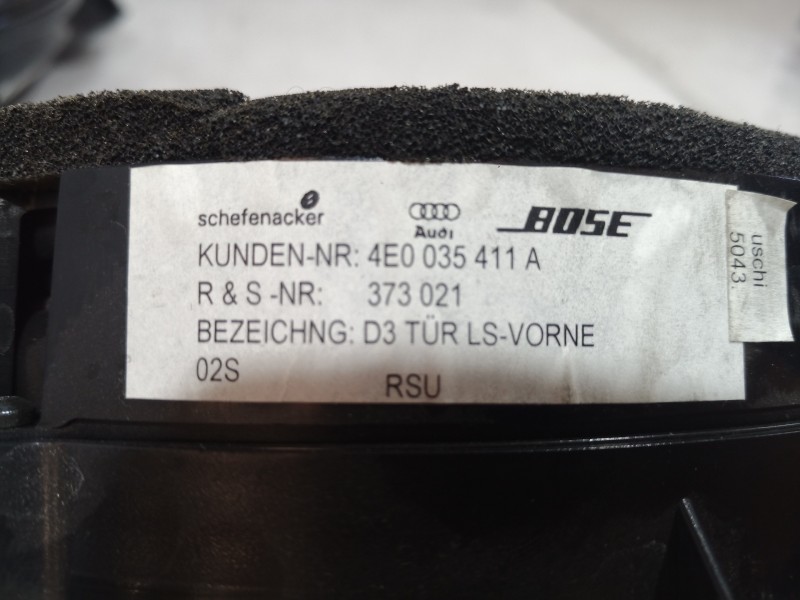 schefenacker Audi BOSE
KUNDEN-NR: 4E0 035 411 A
R & S -NR: 373 021
BEZEICHNG: D3 TÜR LS-VORNE
02S RSU
uschi
5043.